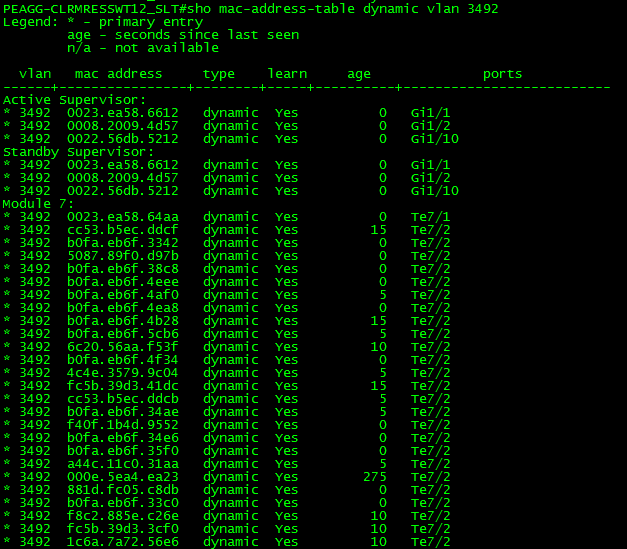 PEAGG-CLRMRESSWT12_SLT#sho mac-address-table dynamic vlan 3492
Legend: * - primary entry
        age - seconds since last seen
        n/a - not available

  vlan   mac address     type    learn     age              ports
------+----------------+--------+-----+----------+--------------------------
Active Supervisor:
* 3492  0023.ea58.6612   dynamic  Yes          0   Gi1/1
* 3492  0008.2009.4d57   dynamic  Yes          0   Gi1/2
* 3492  0022.56db.5212   dynamic  Yes          0   Gi1/10
Standby Supervisor:
* 3492  0023.ea58.6612   dynamic  Yes          0   Gi1/1
* 3492  0008.2009.4d57   dynamic  Yes          0   Gi1/2
* 3492  0022.56db.5212   dynamic  Yes          0   Gi1/10
Module 7:
* 3492  0023.ea58.64aa   dynamic  Yes          0   Te7/1
* 3492  cc53.b5ec.ddcf   dynamic  Yes         15   Te7/2
* 3492  b0fa.eb6f.3342   dynamic  Yes          0   Te7/2
* 3492  5087.89f0.d97b   dynamic  Yes          0   Te7/2
* 3492  b0fa.eb6f.38c8   dynamic  Yes          0   Te7/2
* 3492  b0fa.eb6f.4eee   dynamic  Yes          0   Te7/2
* 3492  b0fa.eb6f.4af0   dynamic  Yes          5   Te7/2
* 3492  b0fa.eb6f.4ea8   dynamic  Yes          0   Te7/2
* 3492  b0fa.eb6f.4b28   dynamic  Yes         15   Te7/2
* 3492  b0fa.eb6f.5cb6   dynamic  Yes          5   Te7/2
* 3492  6c20.56aa.f53f   dynamic  Yes         10   Te7/2
* 3492  b0fa.eb6f.4f34   dynamic  Yes          0   Te7/2
* 3492  4c4e.3579.9c04   dynamic  Yes          5   Te7/2
* 3492  fc5b.39d3.41dc   dynamic  Yes         15   Te7/2
* 3492  cc53.b5ec.ddcb   dynamic  Yes          5   Te7/2
* 3492  b0fa.eb6f.34ae   dynamic  Yes          5   Te7/2
* 3492  f40f.1b4d.9552   dynamic  Yes          0   Te7/2
* 3492  b0fa.eb6f.34e6   dynamic  Yes          0   Te7/2
* 3492  b0fa.eb6f.35f0   dynamic  Yes          0   Te7/2
* 3492  a44c.11c0.31aa   dynamic  Yes          5   Te7/2
* 3492  000e.5ea4.ea23   dynamic  Yes        275   Te7/2
* 3492  881d.fc05.c8db   dynamic  Yes          0   Te7/2
* 3492  b0fa.eb6f.33c0   dynamic  Yes          0   Te7/2
* 3492  f8c2.885e.c26e   dynamic  Yes         10   Te7/2
* 3492  fc5b.39d3.3cf0   dynamic  Yes         10   Te7/2
* 3492  1c6a.7a72.56e6   dynamic  Yes         10   Te7/2